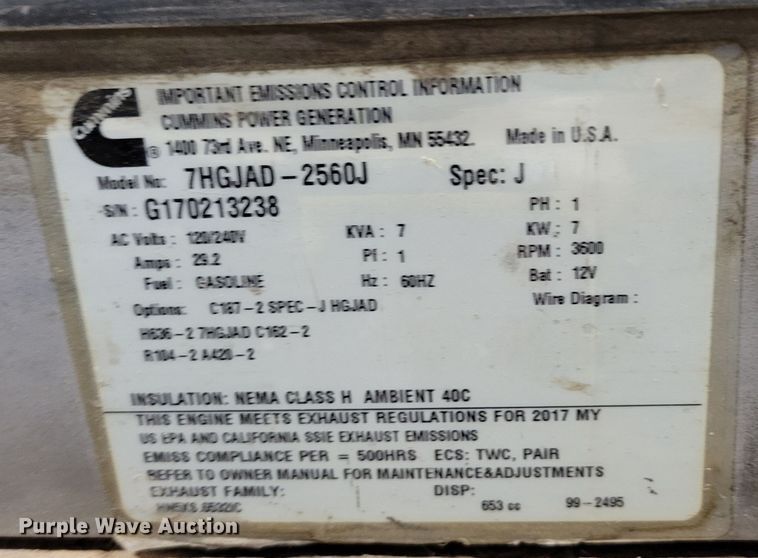 IMPORTANT EMISSIONS CONTROL INFORMATION
CUMMINS POWER GENERATION
Cummins ® 1400 73rd Ave. NE, Minneapolis, MN 55432. Made in U.S.A.
Model No: 7HGJAD-2560J Spec: J
S/N: G170213238 PH: 1
AC Volts: 120/240V KVA: 7 KW: 7
Amps: 29.2 Pf: 1 RPM: 3600
Fuel: GASOLINE Hz: 60HZ Bat: 12V
Options: C187-2 SPEC-J HGJAD Wire Diagram:
H636-2 7HGJAD C162-2
R104-2 A420-2
INSULATION: NEMA CLASS H AMBIENT 40C
THIS ENGINE MEETS EXHAUST REGULATIONS FOR 2017 MY
US EPA AND CALIFORNIA SSIE EXHAUST EMISSIONS
EMISS COMPLIANCE PER = 500HRS ECS: TWC, PAIR
REFER TO OWNER MANUAL FOR MAINTENANCE&ADJUSTMENTS
EXHAUST FAMILY: DISP:
653 cc 99-2495
Purple Wave Auction